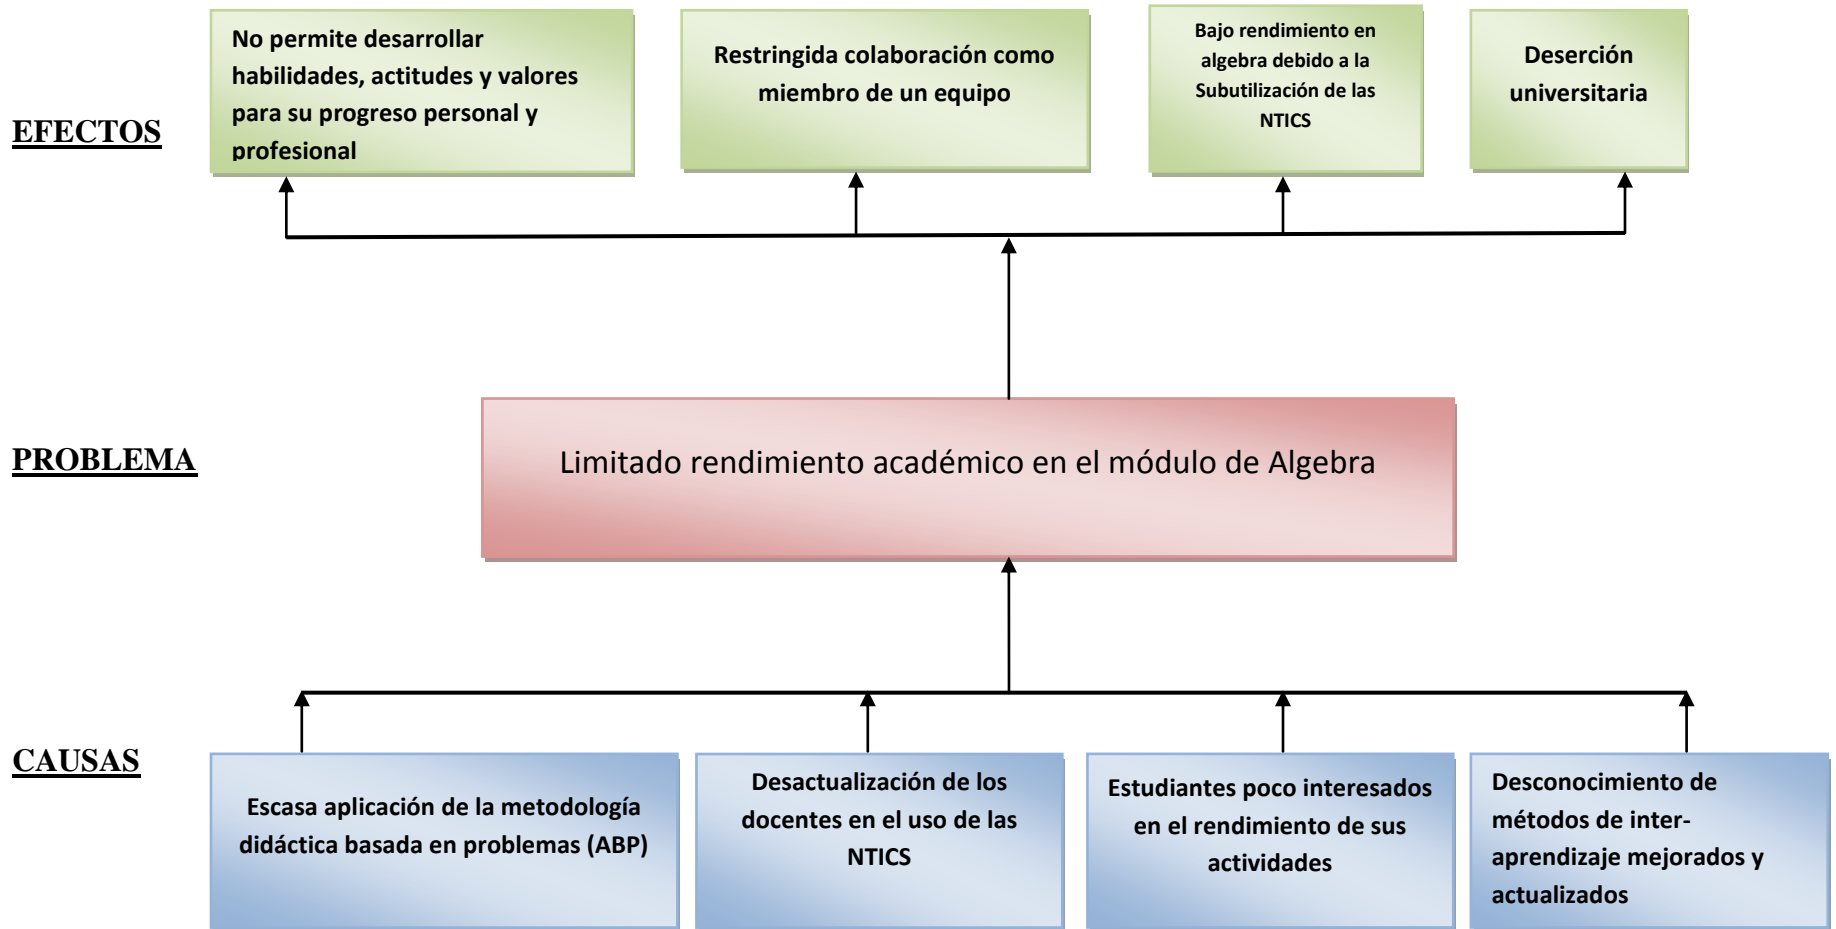 No permite desarrollar
habilidades, actitudes y valores
para su progreso personal y
profesional
Restringida colaboración como
miembro de un equipo
Bajo rendimiento en
algebra debido a la
Subutilización de las
NTICS
Deserción
universitaria
EFECTOS
PROBLEMA
Limitado rendimiento académico en el módulo de Algebra
CAUSAS
Escasa aplicación de la metodología
didáctica basada en problemas (ABP)
Desactualización de los
docentes en el uso de las
NTICS
Estudiantes poco interesados
en el rendimiento de sus
actividades
Desconocimiento de
métodos de inter-
aprendizaje mejorados y
actualizados